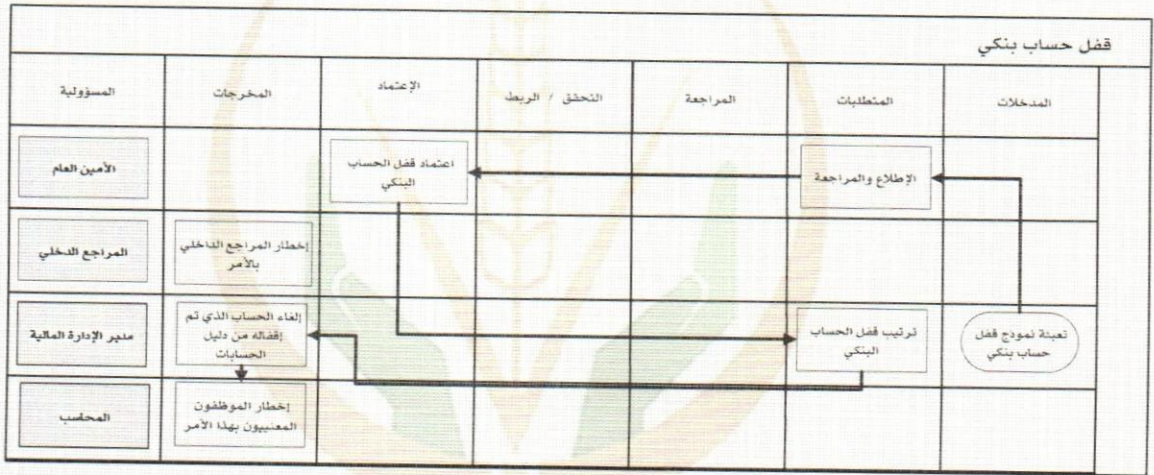 قفل حساب بنكي
المدخلات
المتطلبات
المراجعة
التحقق / الربط
الإعتماد
المخرجات
المسؤولية
الإطلاع والمراجعة
اعتماد قفل الحساب
البنكي
الأمين العام
إخطار المراجع الداخلي
بالأمر
المراجع الدخلي
تعبئة نموذج قفل
حساب بنكي
ترتيب قفل الحساب
البنكي
إلغاء الحساب الذي تم
إقفاله من دليل
الحسابات
مدير الإدارة المالية
إخطار الموظفون
المعنييون بهذا الأمر
المحاسب